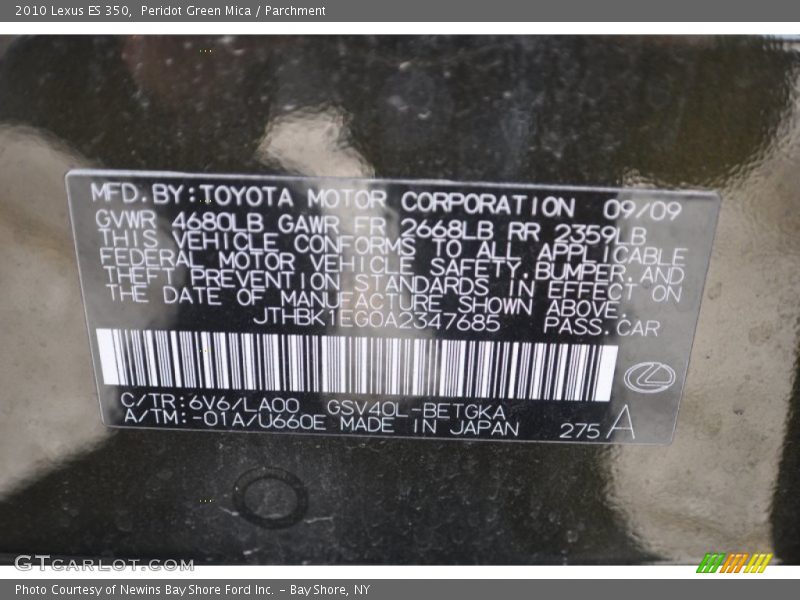 2010 Lexus ES 350, Peridot Green Mica / Parchment
MFD.BY:TOYOTA MOTOR CORPORATION 09/09
GVWR 4680LB GAWR FR 2668LB RR 2359LB
THIS VEHICLE CONFORMS TO ALL APPLICABLE
FEDERAL MOTOR VEHICLE SAFETY,BUMPER,AND
THEFT PREVENTION STANDARDS IN EFFECT ON
THE DATE OF MANUFACTURE SHOWN ABOVE.
JTHBK1EG0A2347685 PASS.CAR
C/TR:6V6/LA00 GSV40L-BETGKA
A/TM:-01A/U660E MADE IN JAPAN 275 A
GTCARLOT.COM
Photo Courtesy of Newins Bay Shore Ford Inc. - Bay Shore, NY